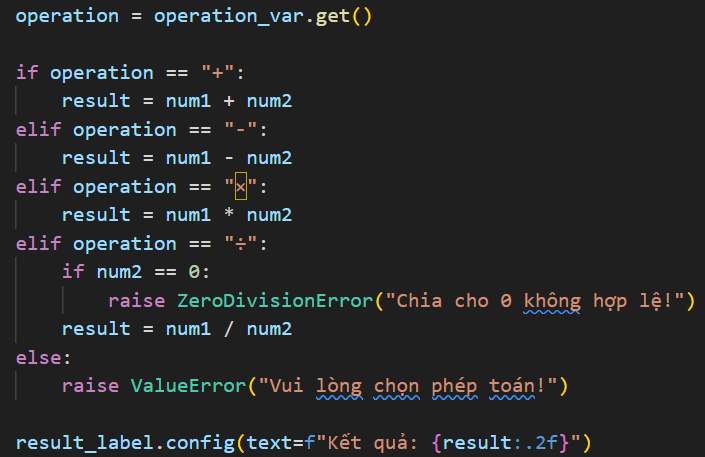 operation = operation_var.get()
if operation == "+":
result = num1 + num2
elif operation == "-":
result = num1 - num2
elif operation == "×":
result = num1 * num2
elif operation == "÷":
if num2 == 0:
raise ZeroDivisionError("Chia cho 0 không hợp lệ!")
result = num1 / num2
else:
raise ValueError("Vui lòng chọn phép toán!")
result_label.config(text=f"Kết quả: {result:.2f}")